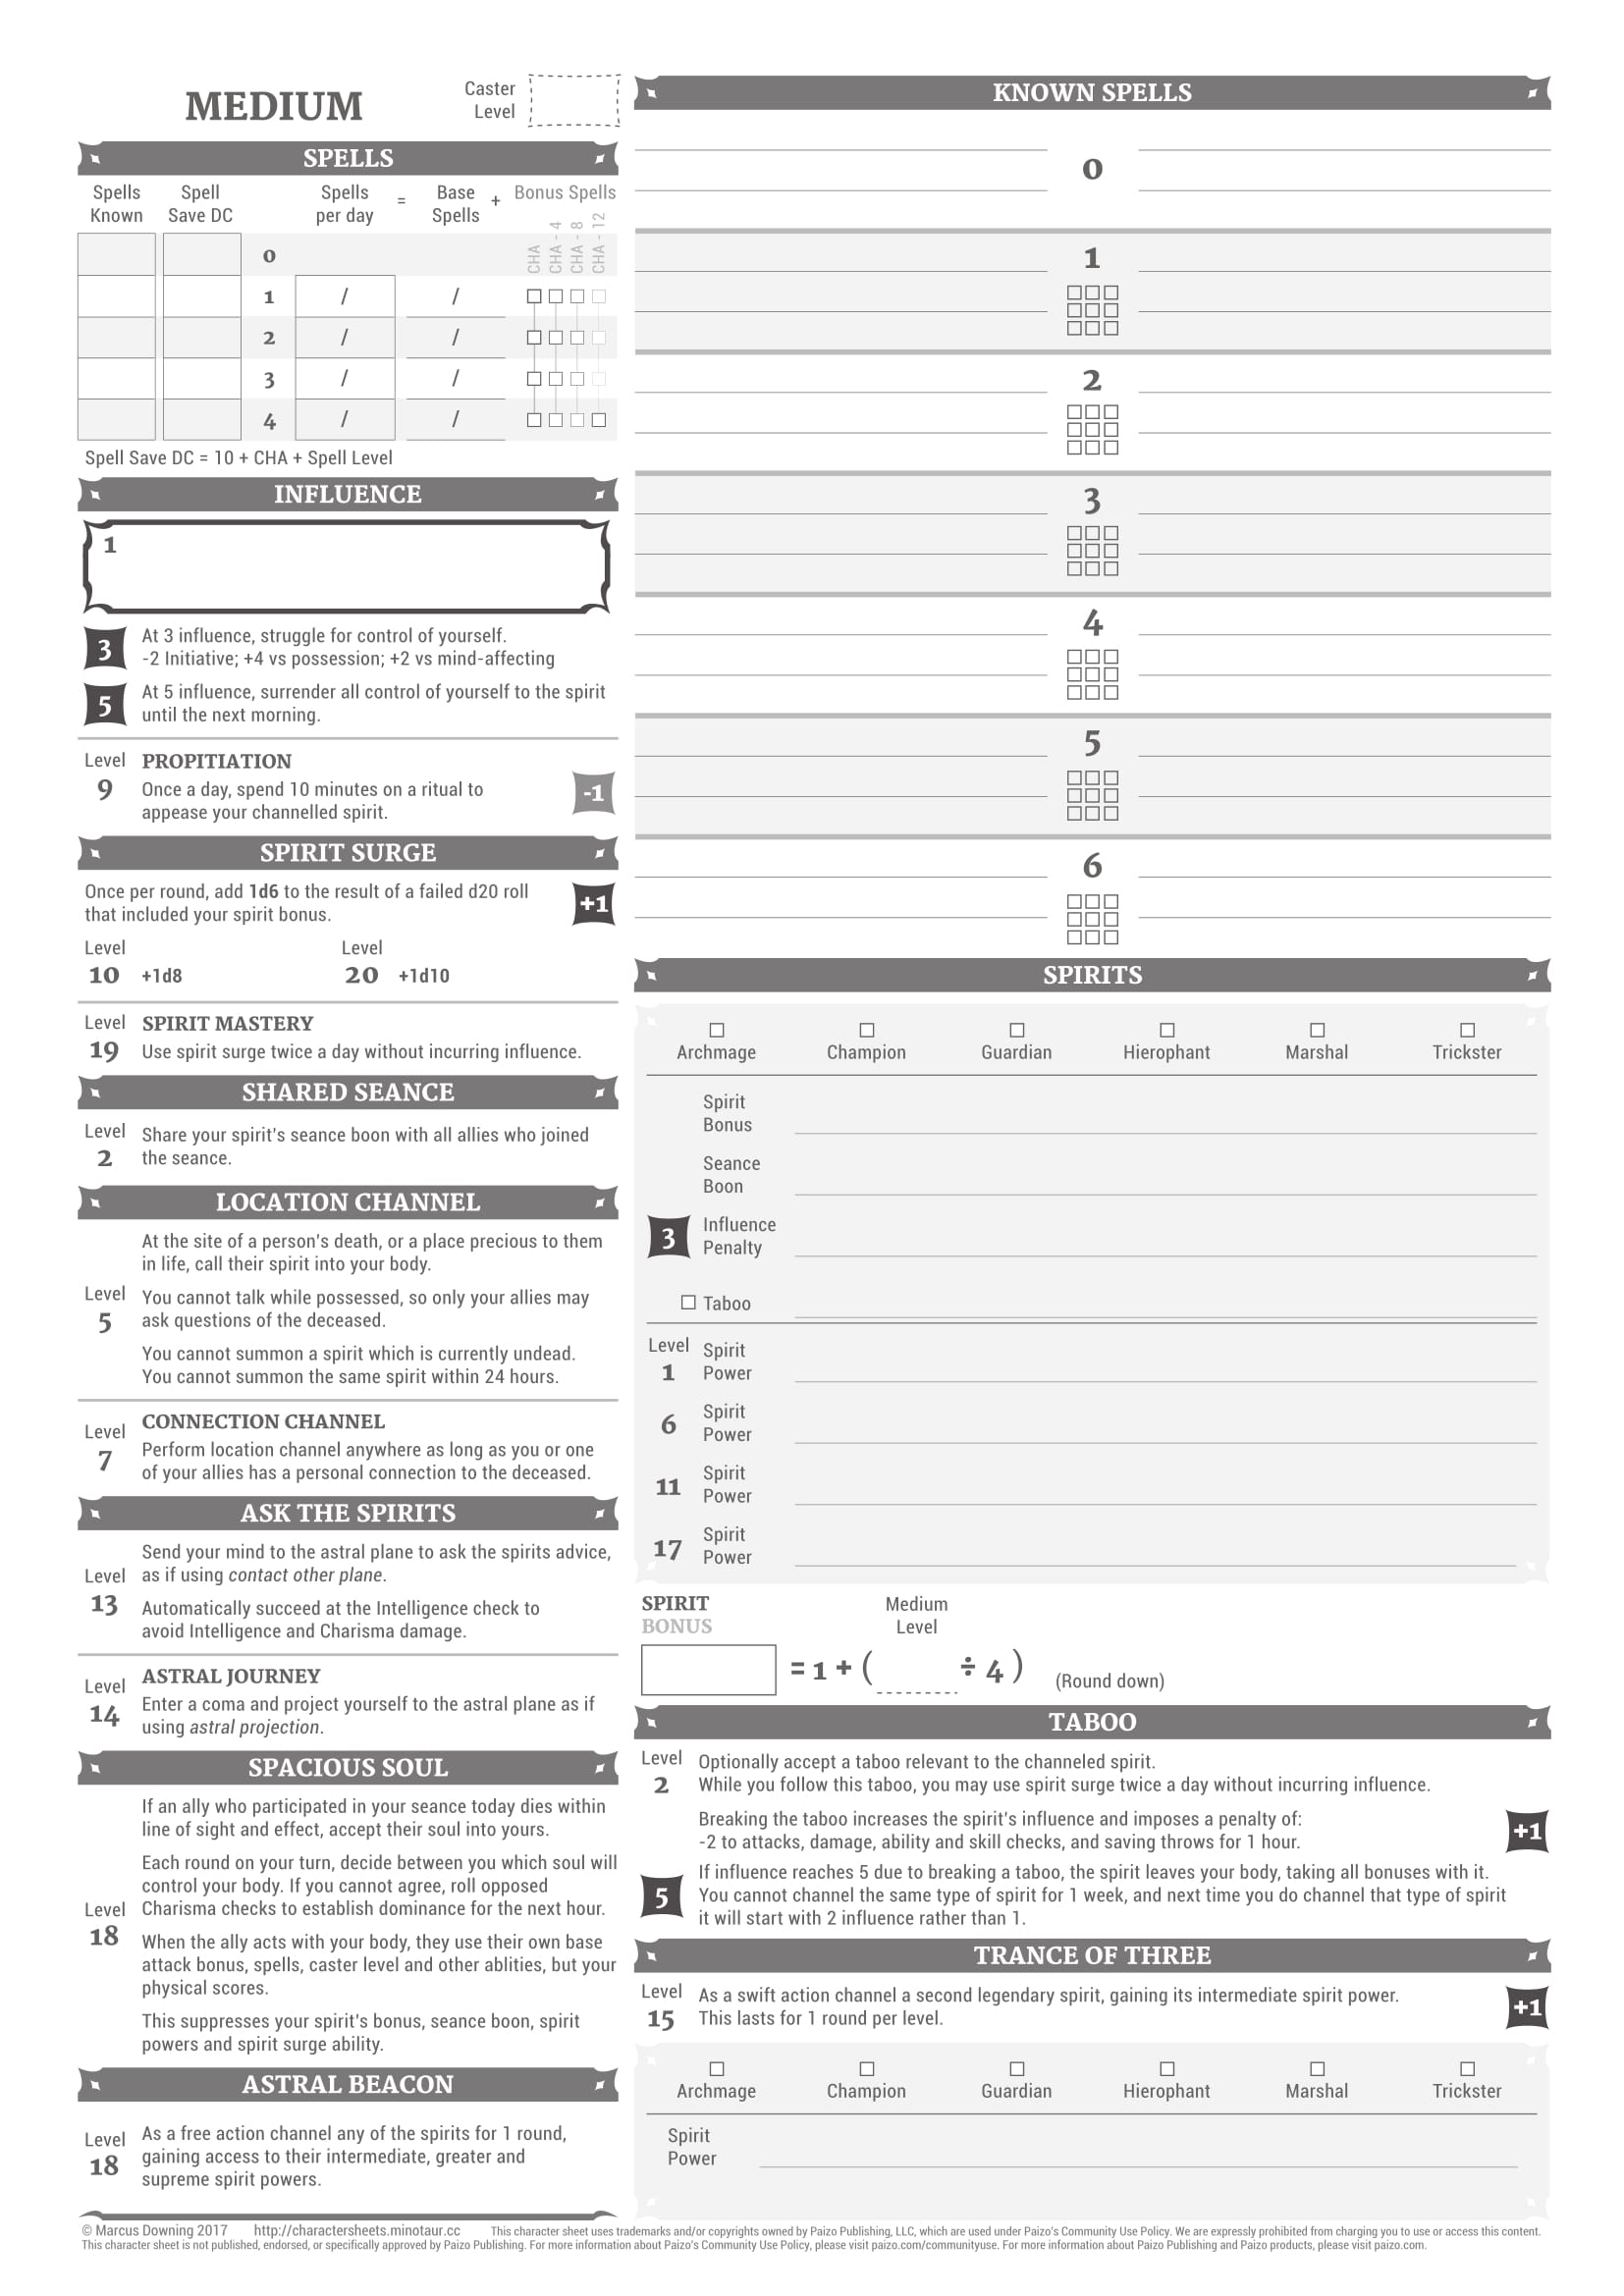 MEDIUM
Caster
Level
SPELLS
Spells
Known
Spell
Save DC
Spells
per day
=
Base
Spells
+
Bonus Spells
CHA
CHA - 4
CHA - 8
CHA - 12
0
1 / /
2 / /
3 / /
4 / /
Spell Save DC = 10 + CHA + Spell Level
INFLUENCE
1
3
At 3 influence, struggle for control of yourself.
-2 Initiative; +4 vs possession; +2 vs mind-affecting
5
At 5 influence, surrender all control of yourself to the spirit
until the next morning.
Level
9
PROPITIATION
Once a day, spend 10 minutes on a ritual to
appease your channelled spirit.
-1
SPIRIT SURGE
Once per round, add 1d6 to the result of a failed d20 roll
that included your spirit bonus.
+1
Level
10 +1d8
Level
20 +1d10
Level
19
SPIRIT MASTERY
Use spirit surge twice a day without incurring influence.
SHARED SEANCE
Level
2
Share your spirit's seance boon with all allies who joined
the seance.
LOCATION CHANNEL
At the site of a person's death, or a place precious to them
in life, call their spirit into your body.
Level
5
You cannot talk while possessed, so only your allies may
ask questions of the deceased.
You cannot summon a spirit which is currently undead.
You cannot summon the same spirit within 24 hours.
Level
7
CONNECTION CHANNEL
Perform location channel anywhere as long as you or one
of your allies has a personal connection to the deceased.
ASK THE SPIRITS
Level
13
Send your mind to the astral plane to ask the spirits advice,
as if using contact other plane.
Automatically succeed at the Intelligence check to
avoid Intelligence and Charisma damage.
Level
14
ASTRAL JOURNEY
Enter a coma and project yourself to the astral plane as if
using astral projection.
SPACIOUS SOUL
If an ally who participated in your seance today dies within
line of sight and effect, accept their soul into yours.
Level
18
Each round on your turn, decide between you which soul will
control your body. If you cannot agree, roll opposed
Charisma checks to establish dominance for the next hour.
When the ally acts with your body, they use their own base
attack bonus, spells, caster level and other ablities, but your
physical scores.
This suppresses your spirit's bonus, seance boon, spirit
powers and spirit surge ability.
ASTRAL BEACON
Level
18
As a free action channel any of the spirits for 1 round,
gaining access to their intermediate, greater and
supreme spirit powers.
KNOWN SPELLS
0
1
2
3
4
5
6
SPIRITS
Archmage Champion Guardian Hierophant Marshal Trickster
Spirit
Bonus
Seance
Boon
3
Influence
Penalty
Taboo
Level
1
Spirit
Power
6
Spirit
Power
11
Spirit
Power
17
Spirit
Power
SPIRIT
BONUS
Medium
Level
= 1 + ( ÷ 4 ) (Round down)
TABOO
Level
2
Optionally accept a taboo relevant to the channeled spirit.
While you follow this taboo, you may use spirit surge twice a day without incurring influence.
Breaking the taboo increases the spirit's influence and imposes a penalty of:
-2 to attacks, damage, ability and skill checks, and saving throws for 1 hour.
+1
5
If influence reaches 5 due to breaking a taboo, the spirit leaves your body, taking all bonuses with it.
You cannot channel the same type of spirit for 1 week, and next time you do channel that type of spirit
it will start with 2 influence rather than 1.
TRANCE OF THREE
Level
15
As a swift action channel a second legendary spirit, gaining its intermediate spirit power.
This lasts for 1 round per level.
+1
Archmage Champion Guardian Hierophant Marshal Trickster
Spirit
Power
© Marcus Downing 2017 http://charactersheets.minotaur.cc This character sheet uses trademarks and/or copyrights owned by Paizo Publishing, LLC, which are used under Paizo's Community Use Policy. We are expressly prohibited from charging you to use or access this content.
This character sheet is not published, endorsed, or specifically approved by Paizo Publishing. For more information about Paizo's Community Use Policy, please visit paizo.com/communityuse. For more information about Paizo Publishing and Paizo products, please visit paizo.com.